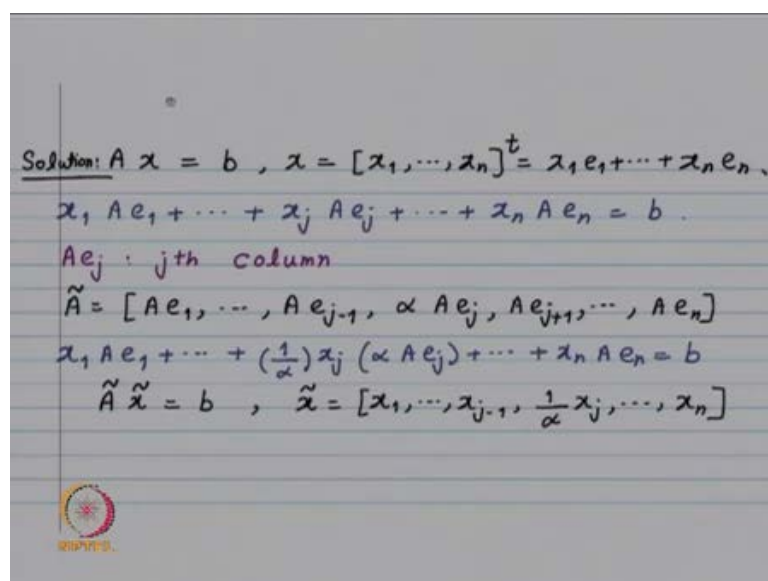 Solution: A x = b , x = [x₁, ⋯, xₙ]ᵗ = x₁ e₁ + ⋯ + xₙ eₙ .
x₁ A e₁ + ⋯ + xⱼ A eⱼ + ⋯ + xₙ A eₙ = b .
A eⱼ : jth column
Ã = [ A e₁, ⋯, A eⱼ₋₁, α A eⱼ, A eⱼ₊₁, ⋯, A eₙ ]
x₁ A e₁ + ⋯ + (1/α) xⱼ (α A eⱼ) + ⋯ + xₙ A eₙ = b
Ã x̃ = b , x̃ = [ x₁, ⋯, xⱼ₋₁, 1/α xⱼ, ⋯, xₙ ]
NPTEL